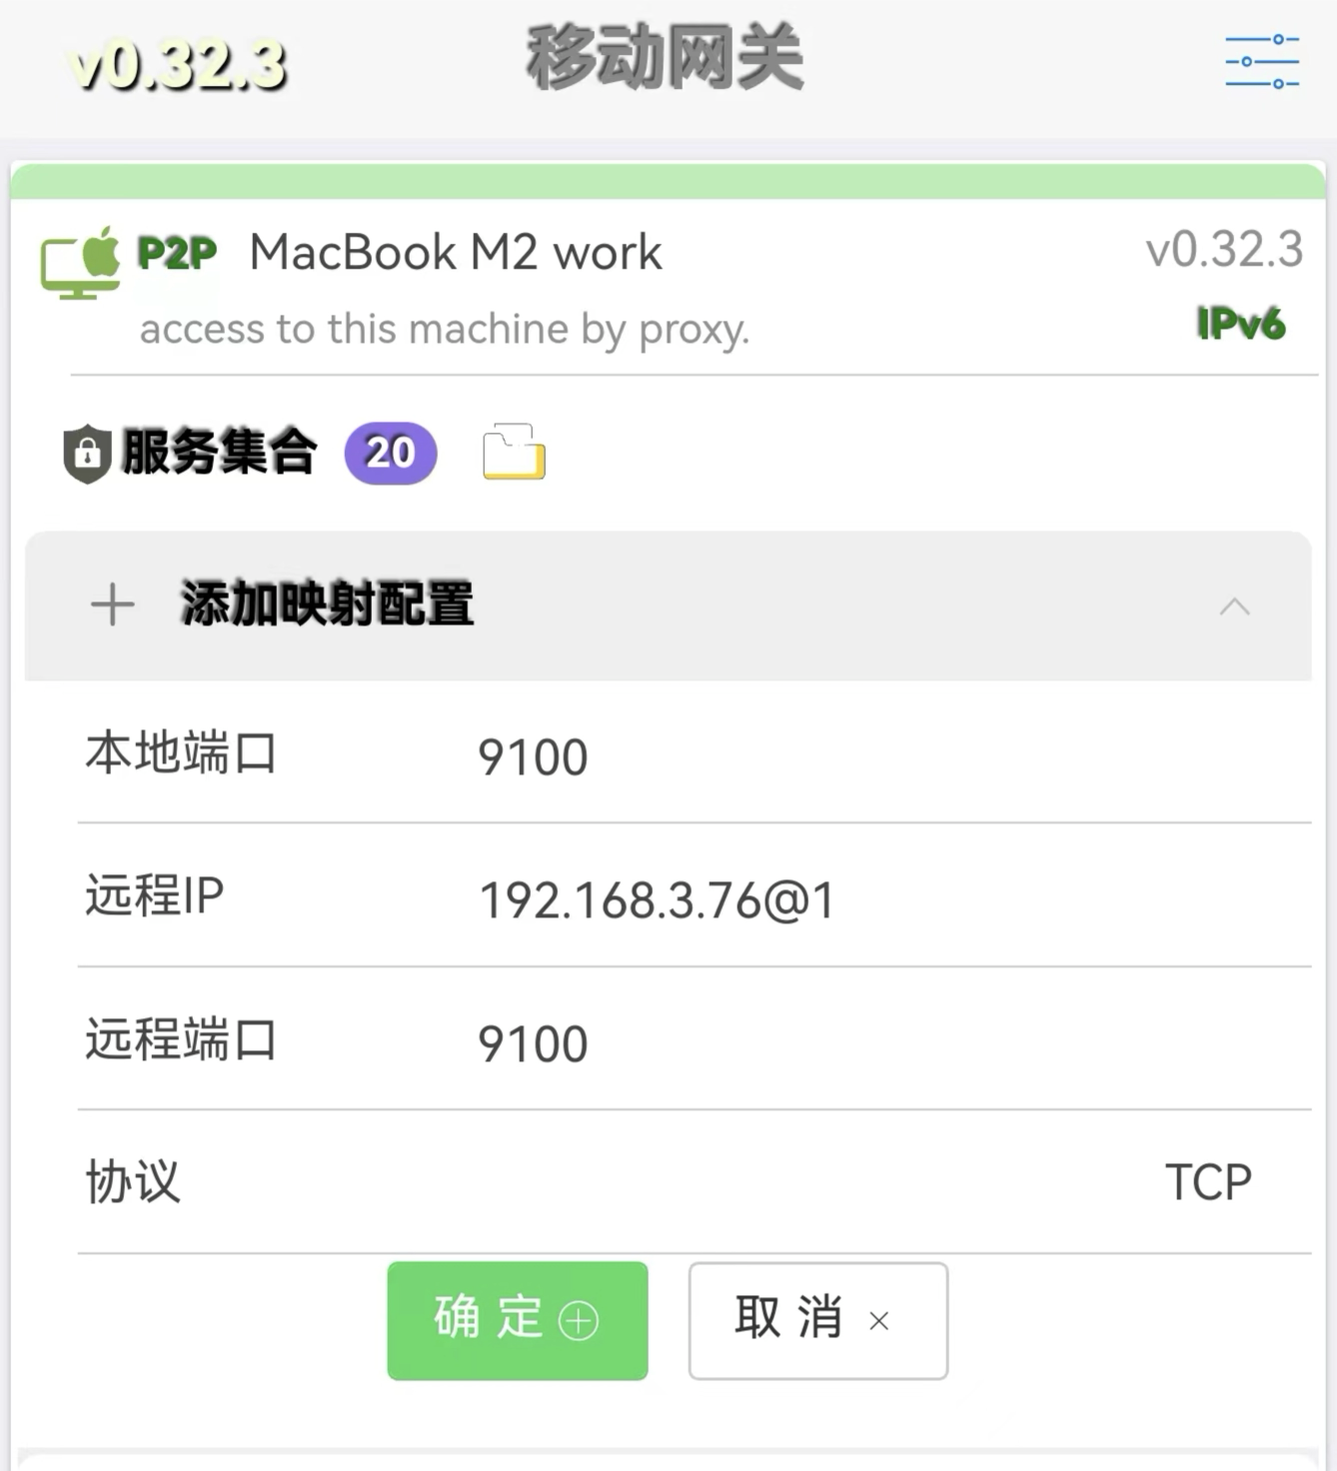 v0.32.3 移动网关
P2P MacBook M2 work v0.32.3
access to this machine by proxy. IPv6
服务集合 20
添加映射配置
本地端口 9100
远程IP 192.168.3.76@1
远程端口 9100
协议 TCP
确定 取消